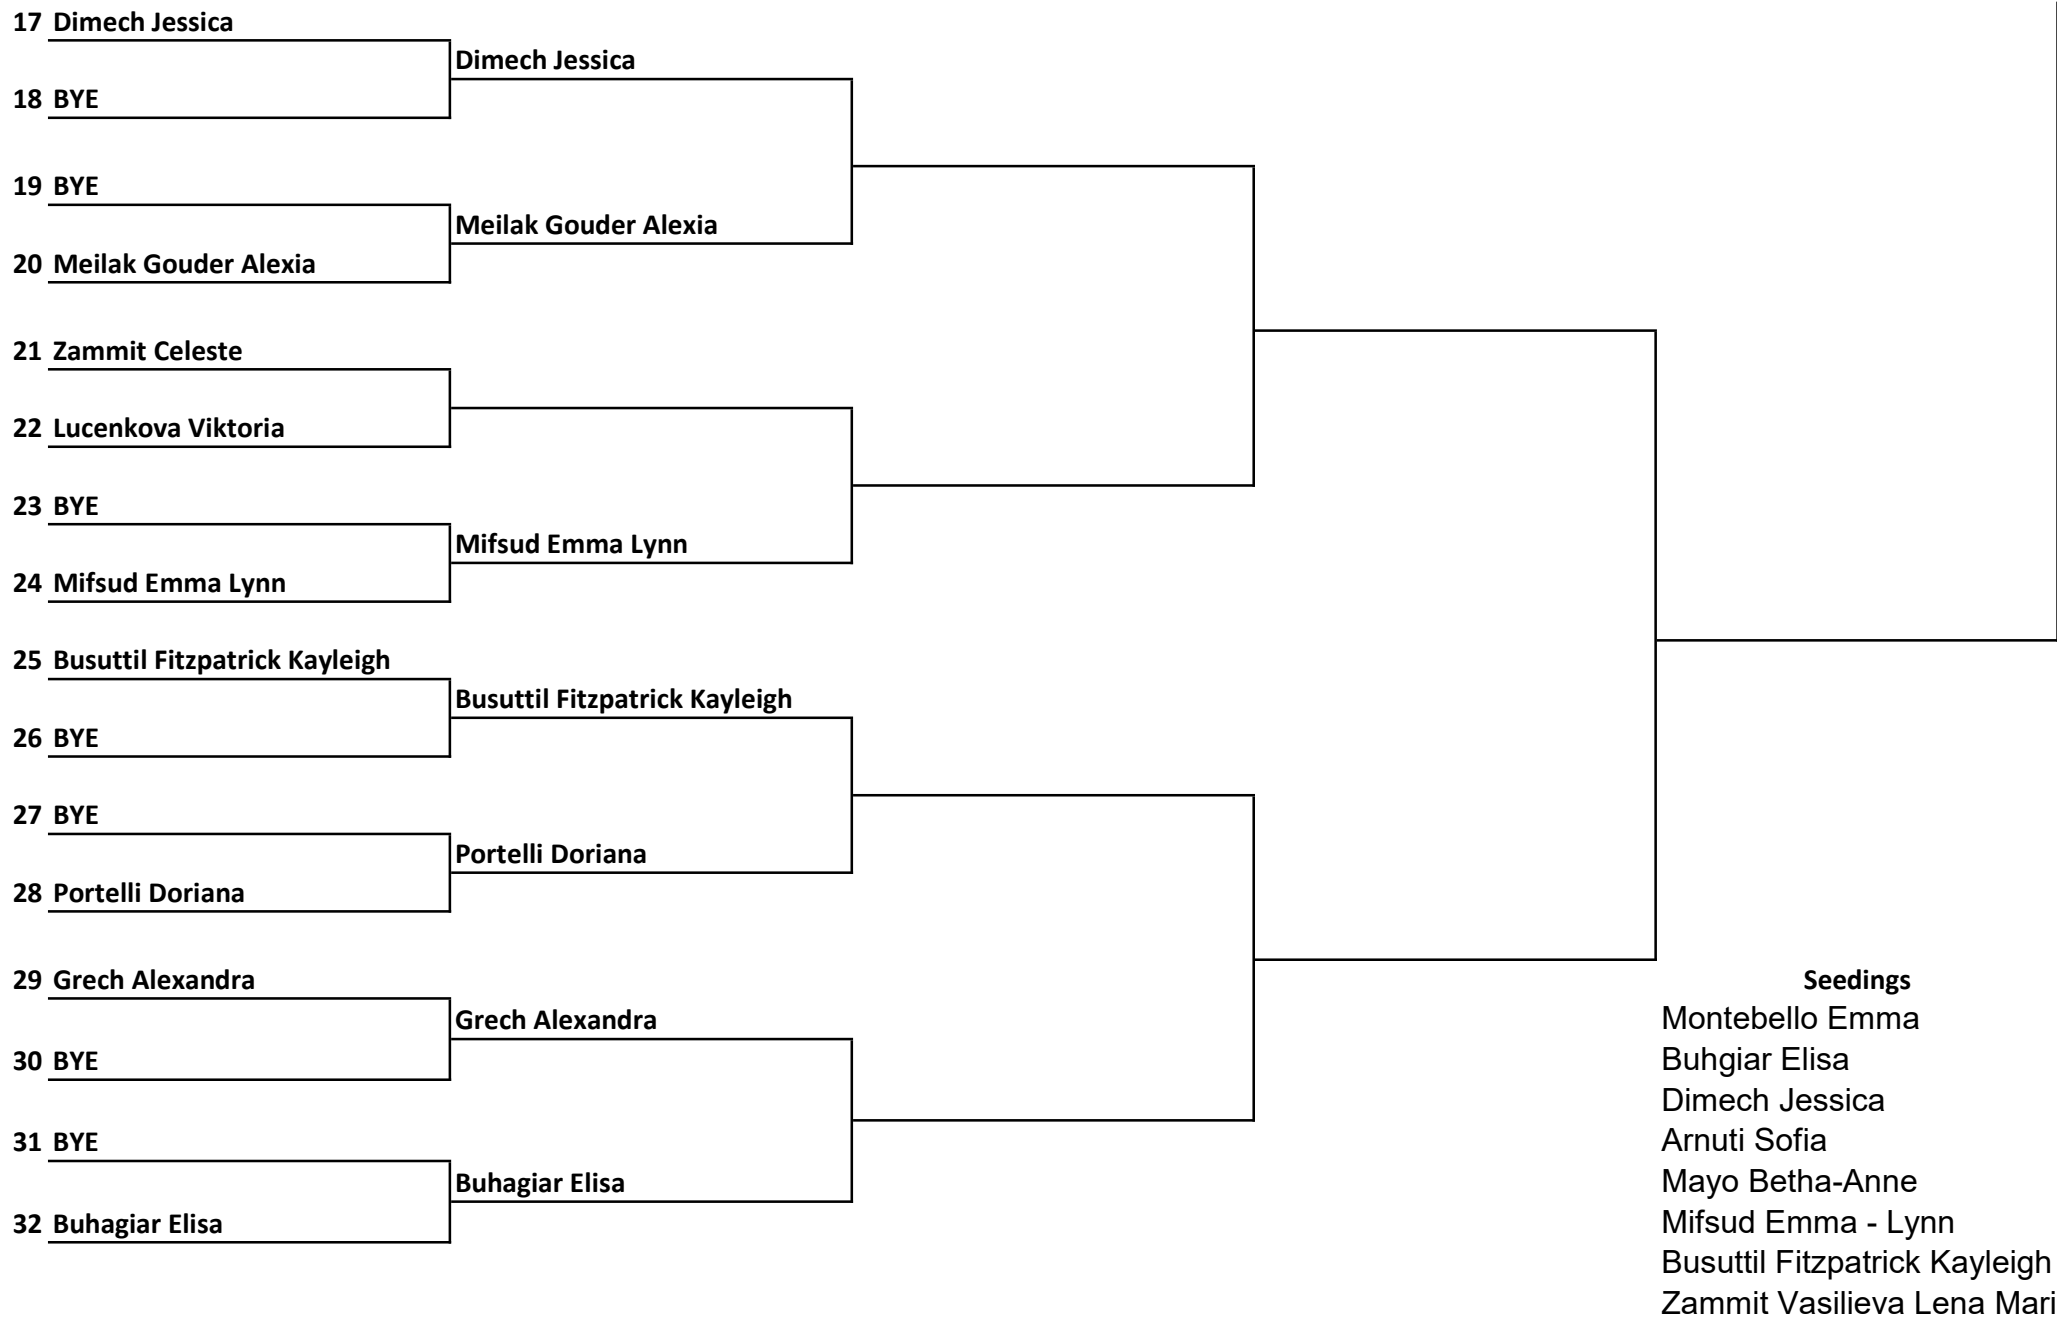 17 Dimech Jessica
Dimech Jessica
18 BYE
19 BYE
Meilak Gouder Alexia
20 Meilak Gouder Alexia
21 Zammit Celeste
22 Lucenkova Viktoria
23 BYE
Mifsud Emma Lynn
24 Mifsud Emma Lynn
25 Busuttil Fitzpatrick Kayleigh
Busuttil Fitzpatrick Kayleigh
26 BYE
27 BYE
Portelli Doriana
28 Portelli Doriana
29 Grech Alexandra
Grech Alexandra
30 BYE
31 BYE
Buhagiar Elisa
32 Buhagiar Elisa
Seedings
Montebello Emma
Buhgiar Elisa
Dimech Jessica
Arnuti Sofia
Mayo Betha-Anne
Mifsud Emma - Lynn
Busuttil Fitzpatrick Kayleigh
Zammit Vasilieva Lena Mari